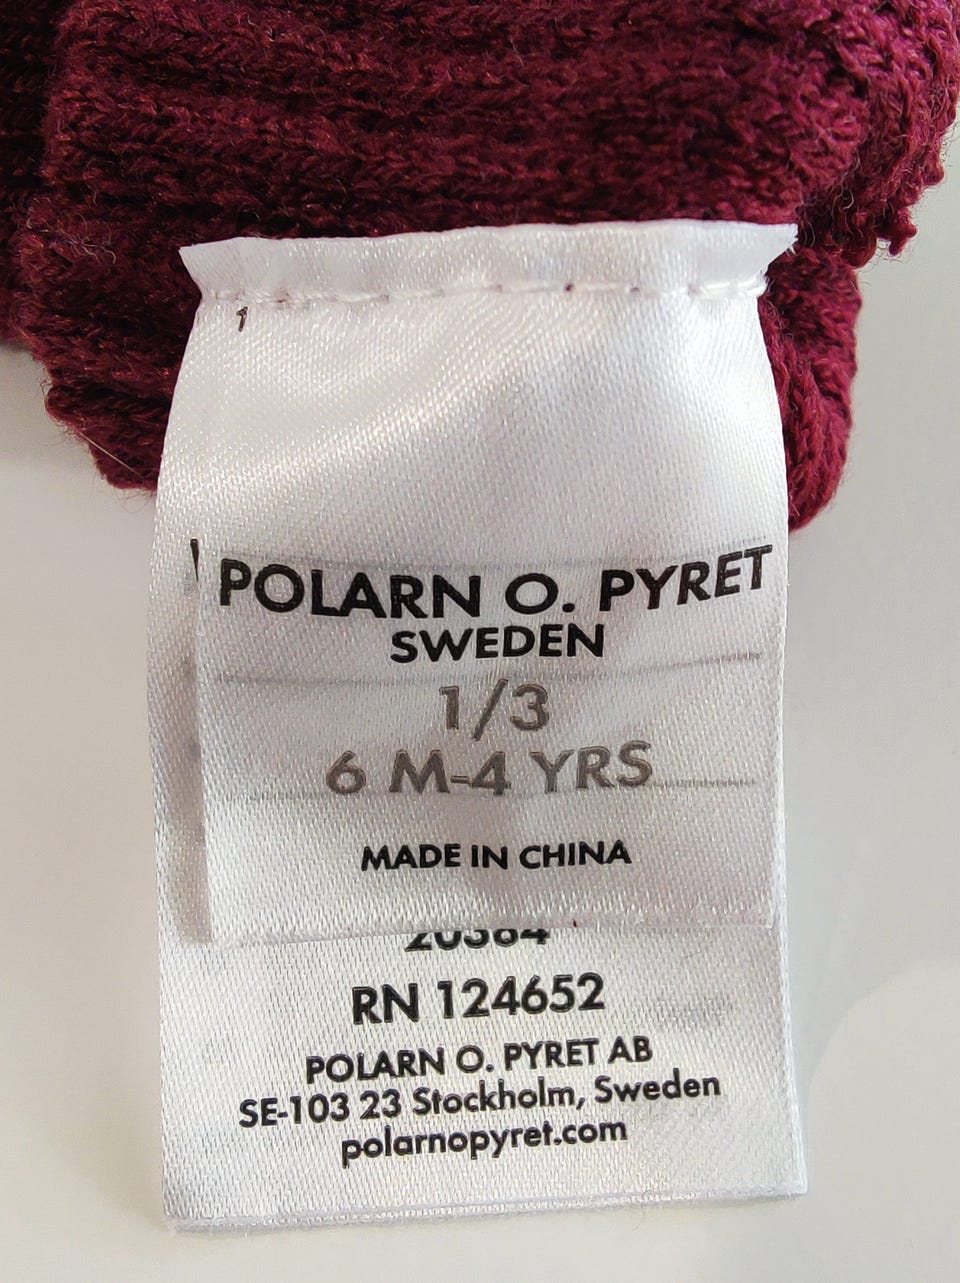 1
POLARN O. PYRET
SWEDEN
1/3
6 M-4 YRS
MADE IN CHINA
RN 124652
POLARN O. PYRET AB
SE-103 23 Stockholm, Sweden
polarnopyret.com